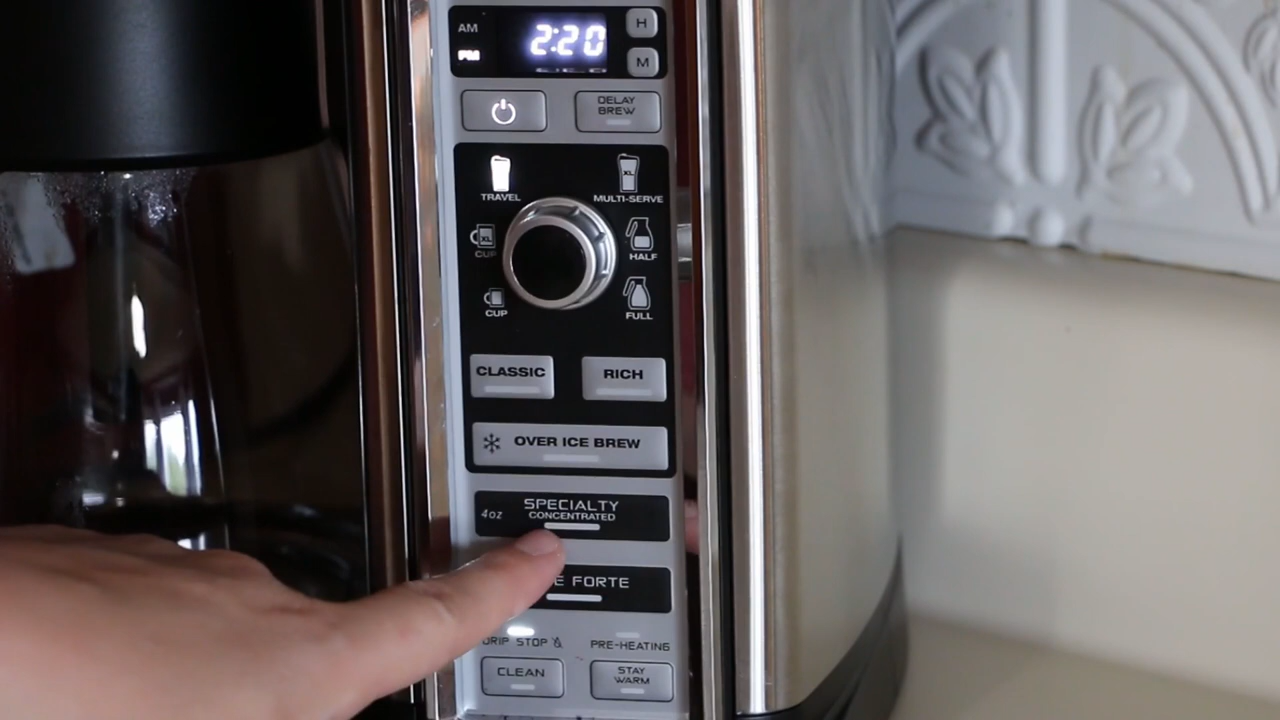 AM
PM
2:20
H
M
DELAY
BREW
TRAVEL
XL
MULTI-SERVE
XL
CUP
HALF
CUP
FULL
CLASSIC
RICH
OVER ICE BREW
4oz
SPECIALTY
CONCENTRATED
E FORTE
DRIP STOP
PRE-HEATING
CLEAN
STAY
WARM